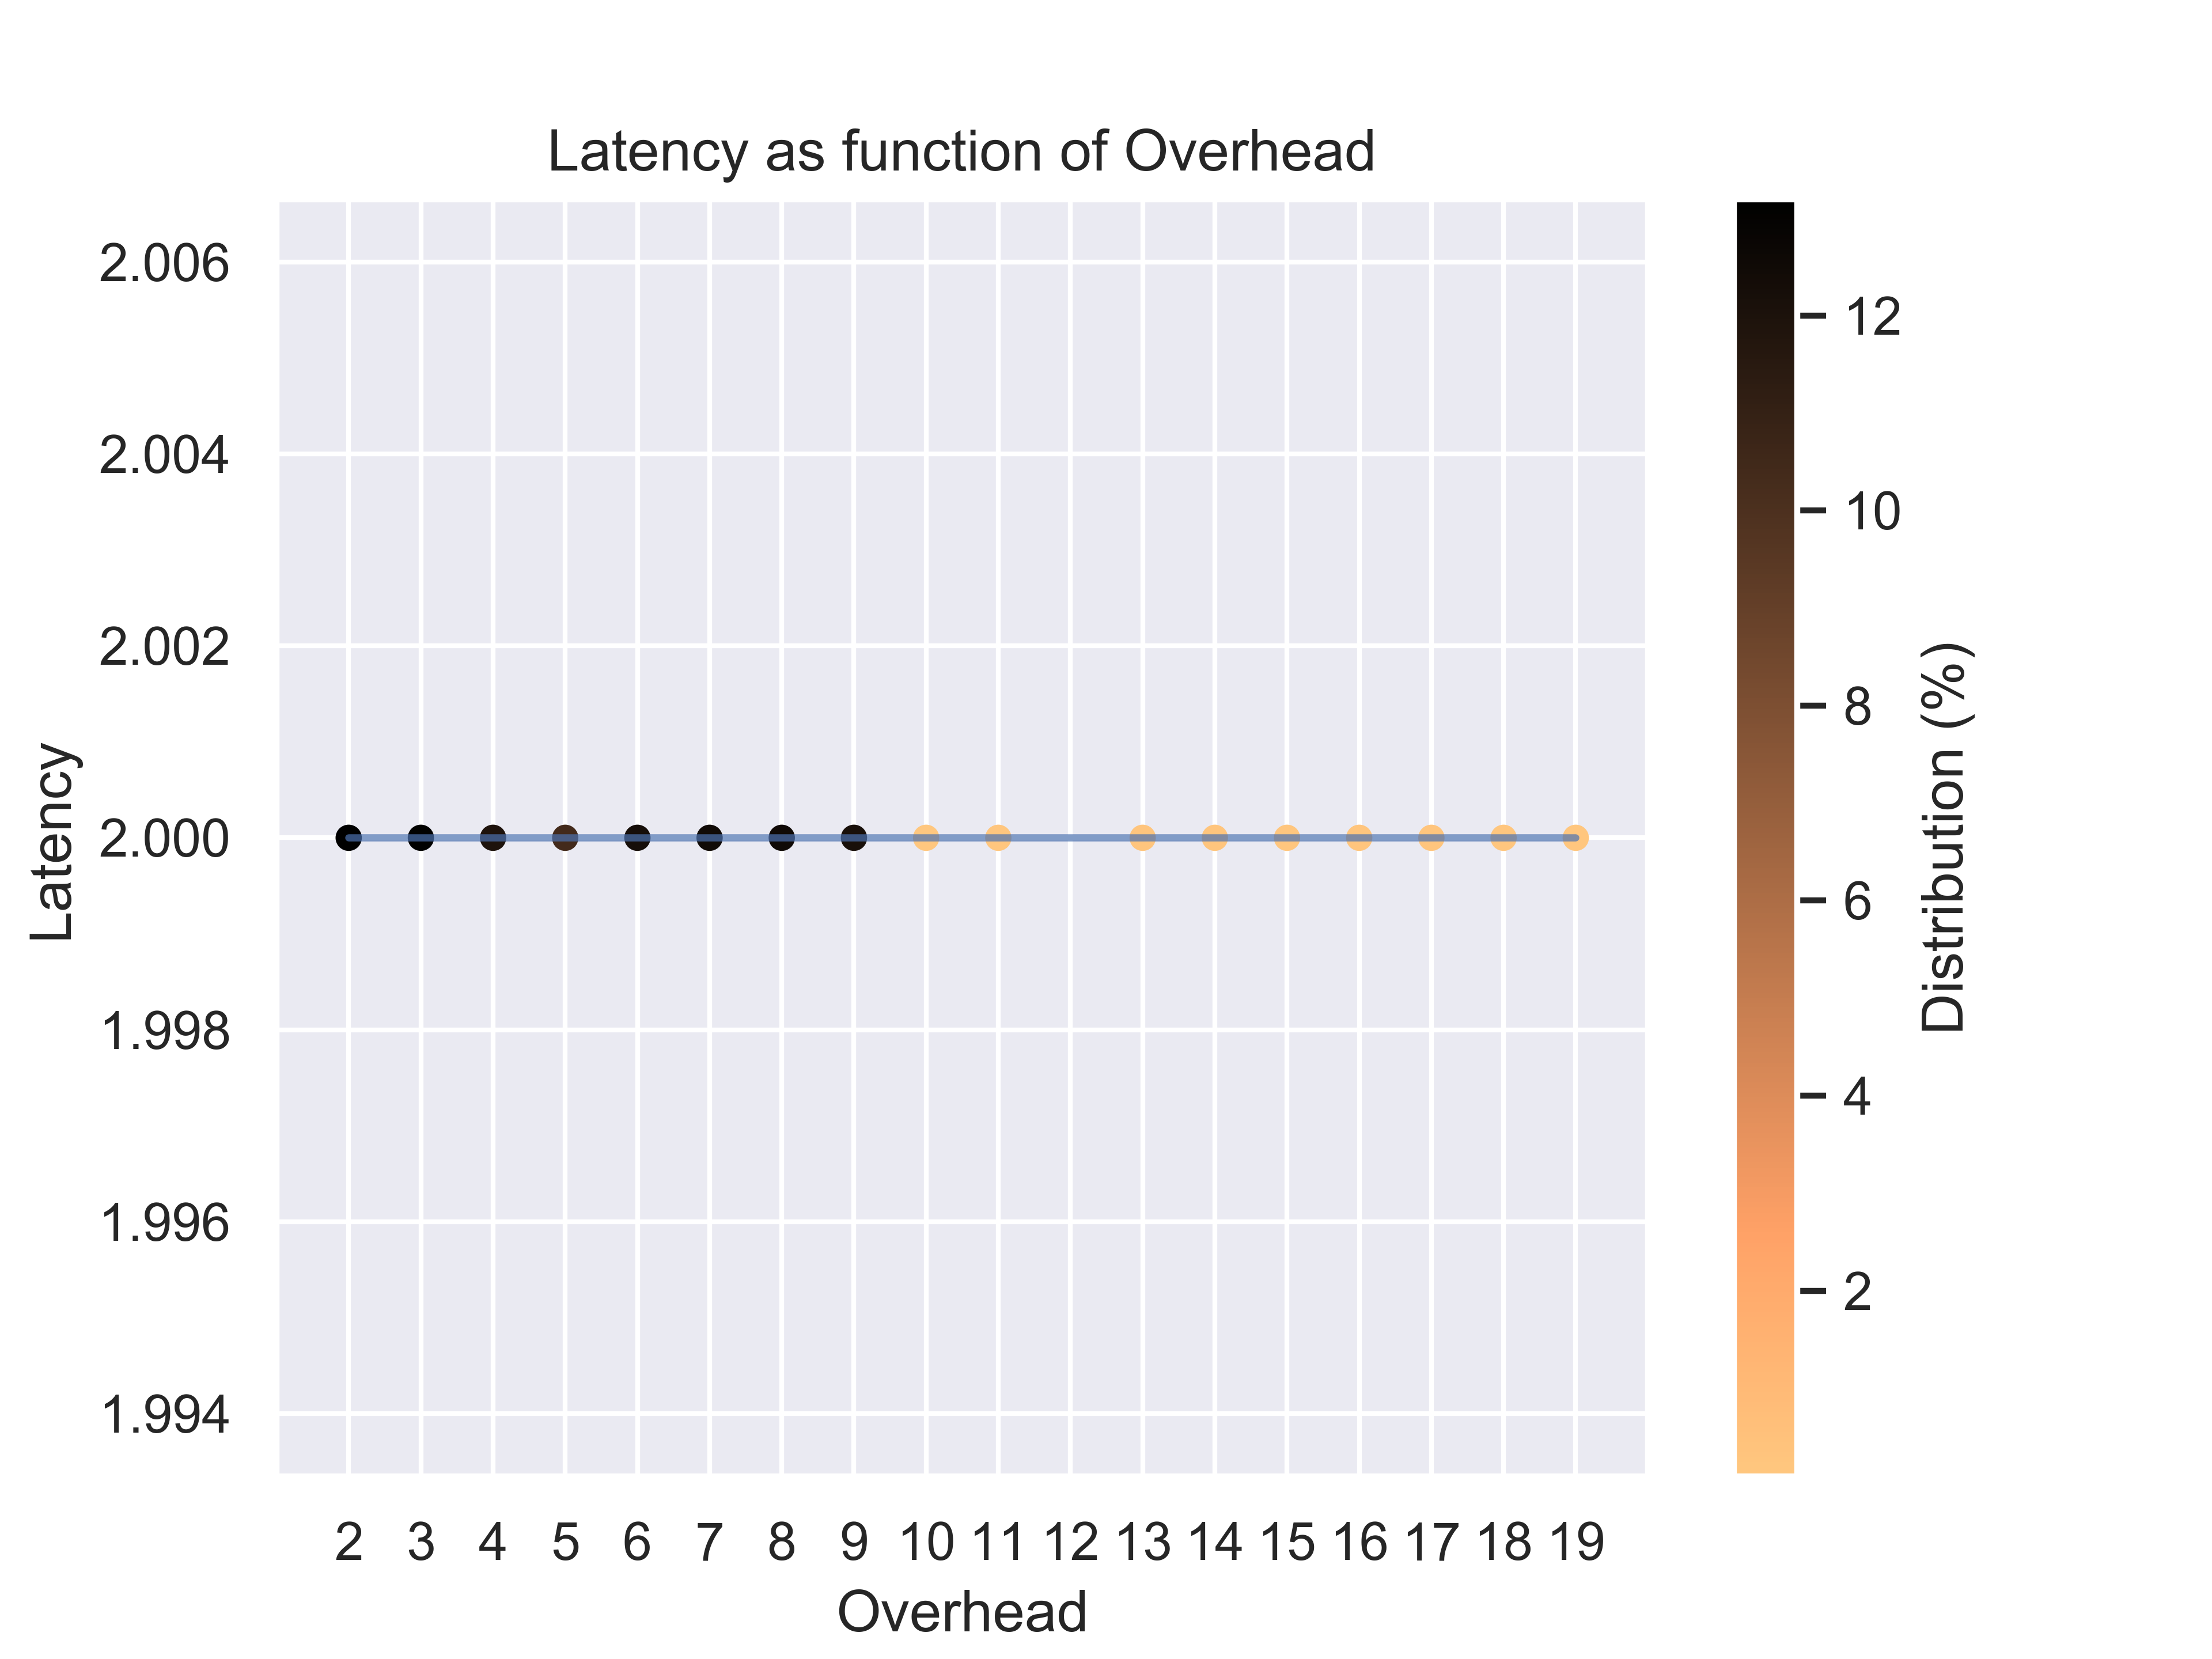 Latency as function of Overhead
2.006
2.004
2.002
2.000
1.998
1.996
1.994
Latency
2 3 4 5 6 7 8 9 10 11 12 13 14 15 16 17 18 19
Overhead
12
10
8
6
4
2
Distribution (%)